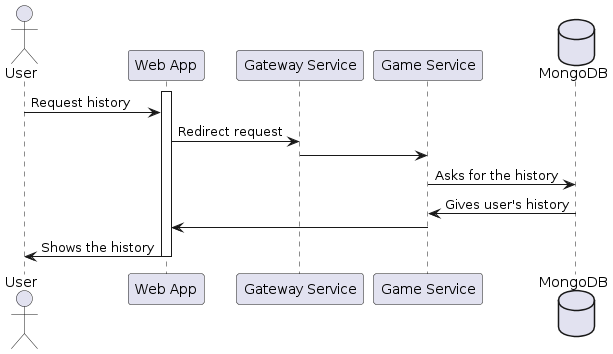 User
Web App
Gateway Service
Game Service
MongoDB
Request history
Redirect request
Asks for the history
Gives user's history
Shows the history
User
Web App
Gateway Service
Game Service
MongoDB